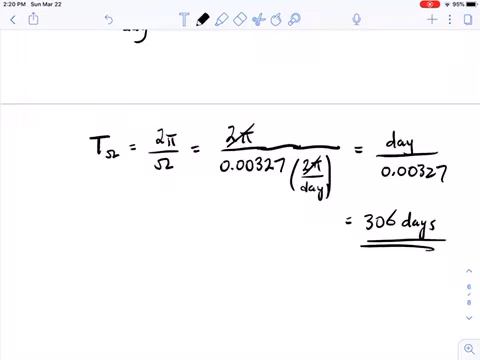 2:20 PM Sun Mar 22
95%
day
T_Ω = 2π/Ω = 2π/0.00327 (2π/day) = day/0.00327
= 306 days
6
/
8